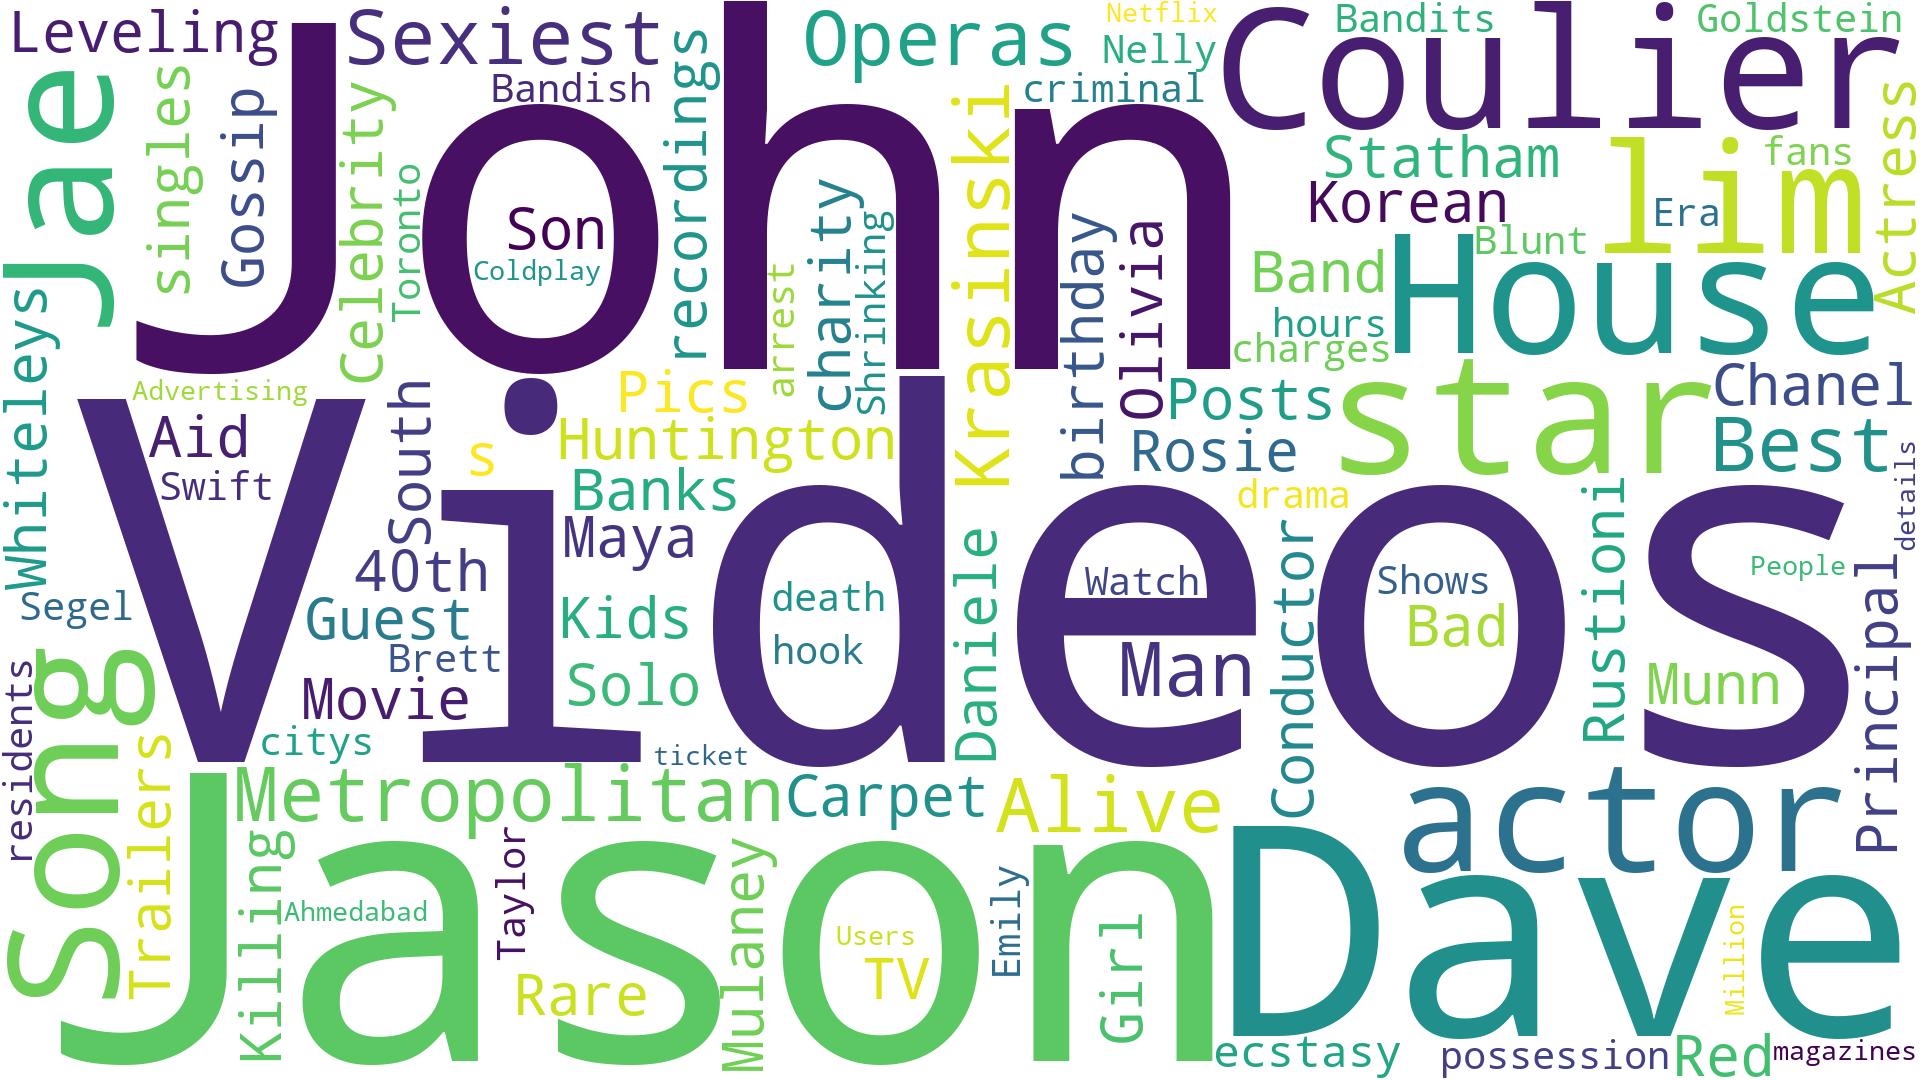 Leveling
Sexiest
Operas
Netflix
Nelly
Bandits
Goldstein
Coulier
Jae
singles
Gossip
Celebrity
Toronto
John
Bandish
recordings
criminal
Son
Coldplay
arrest
charity
Shrinking
Krasinski
birthday
Olivia
Statham
Korean
lim
fans
Era
Blunt
Actress
Band
House
hours
charges
Whiteleys
Advertising
Aid
Swift
South
s
Pics
Huntington
Banks
Maya
Posts
Rosie
star
Chanel
Best
drama
details
Videos
40th
Guest
Brett
Segel
Movie
citys
Kids
Solo
death
hook
Daniele
Watch
Man
Conductor
Shows
Bad
Rustioni
Munn
People
Principal
residents
Song
Trailers
Metropolitan
ticket
Carpet
Alive
actor
Jason
Killing
Ahmedabad
Taylor
Rare
Mulaney
Users
TV
Emily
Girl
Dave
Million
ecstasy
possession
Red
magazines